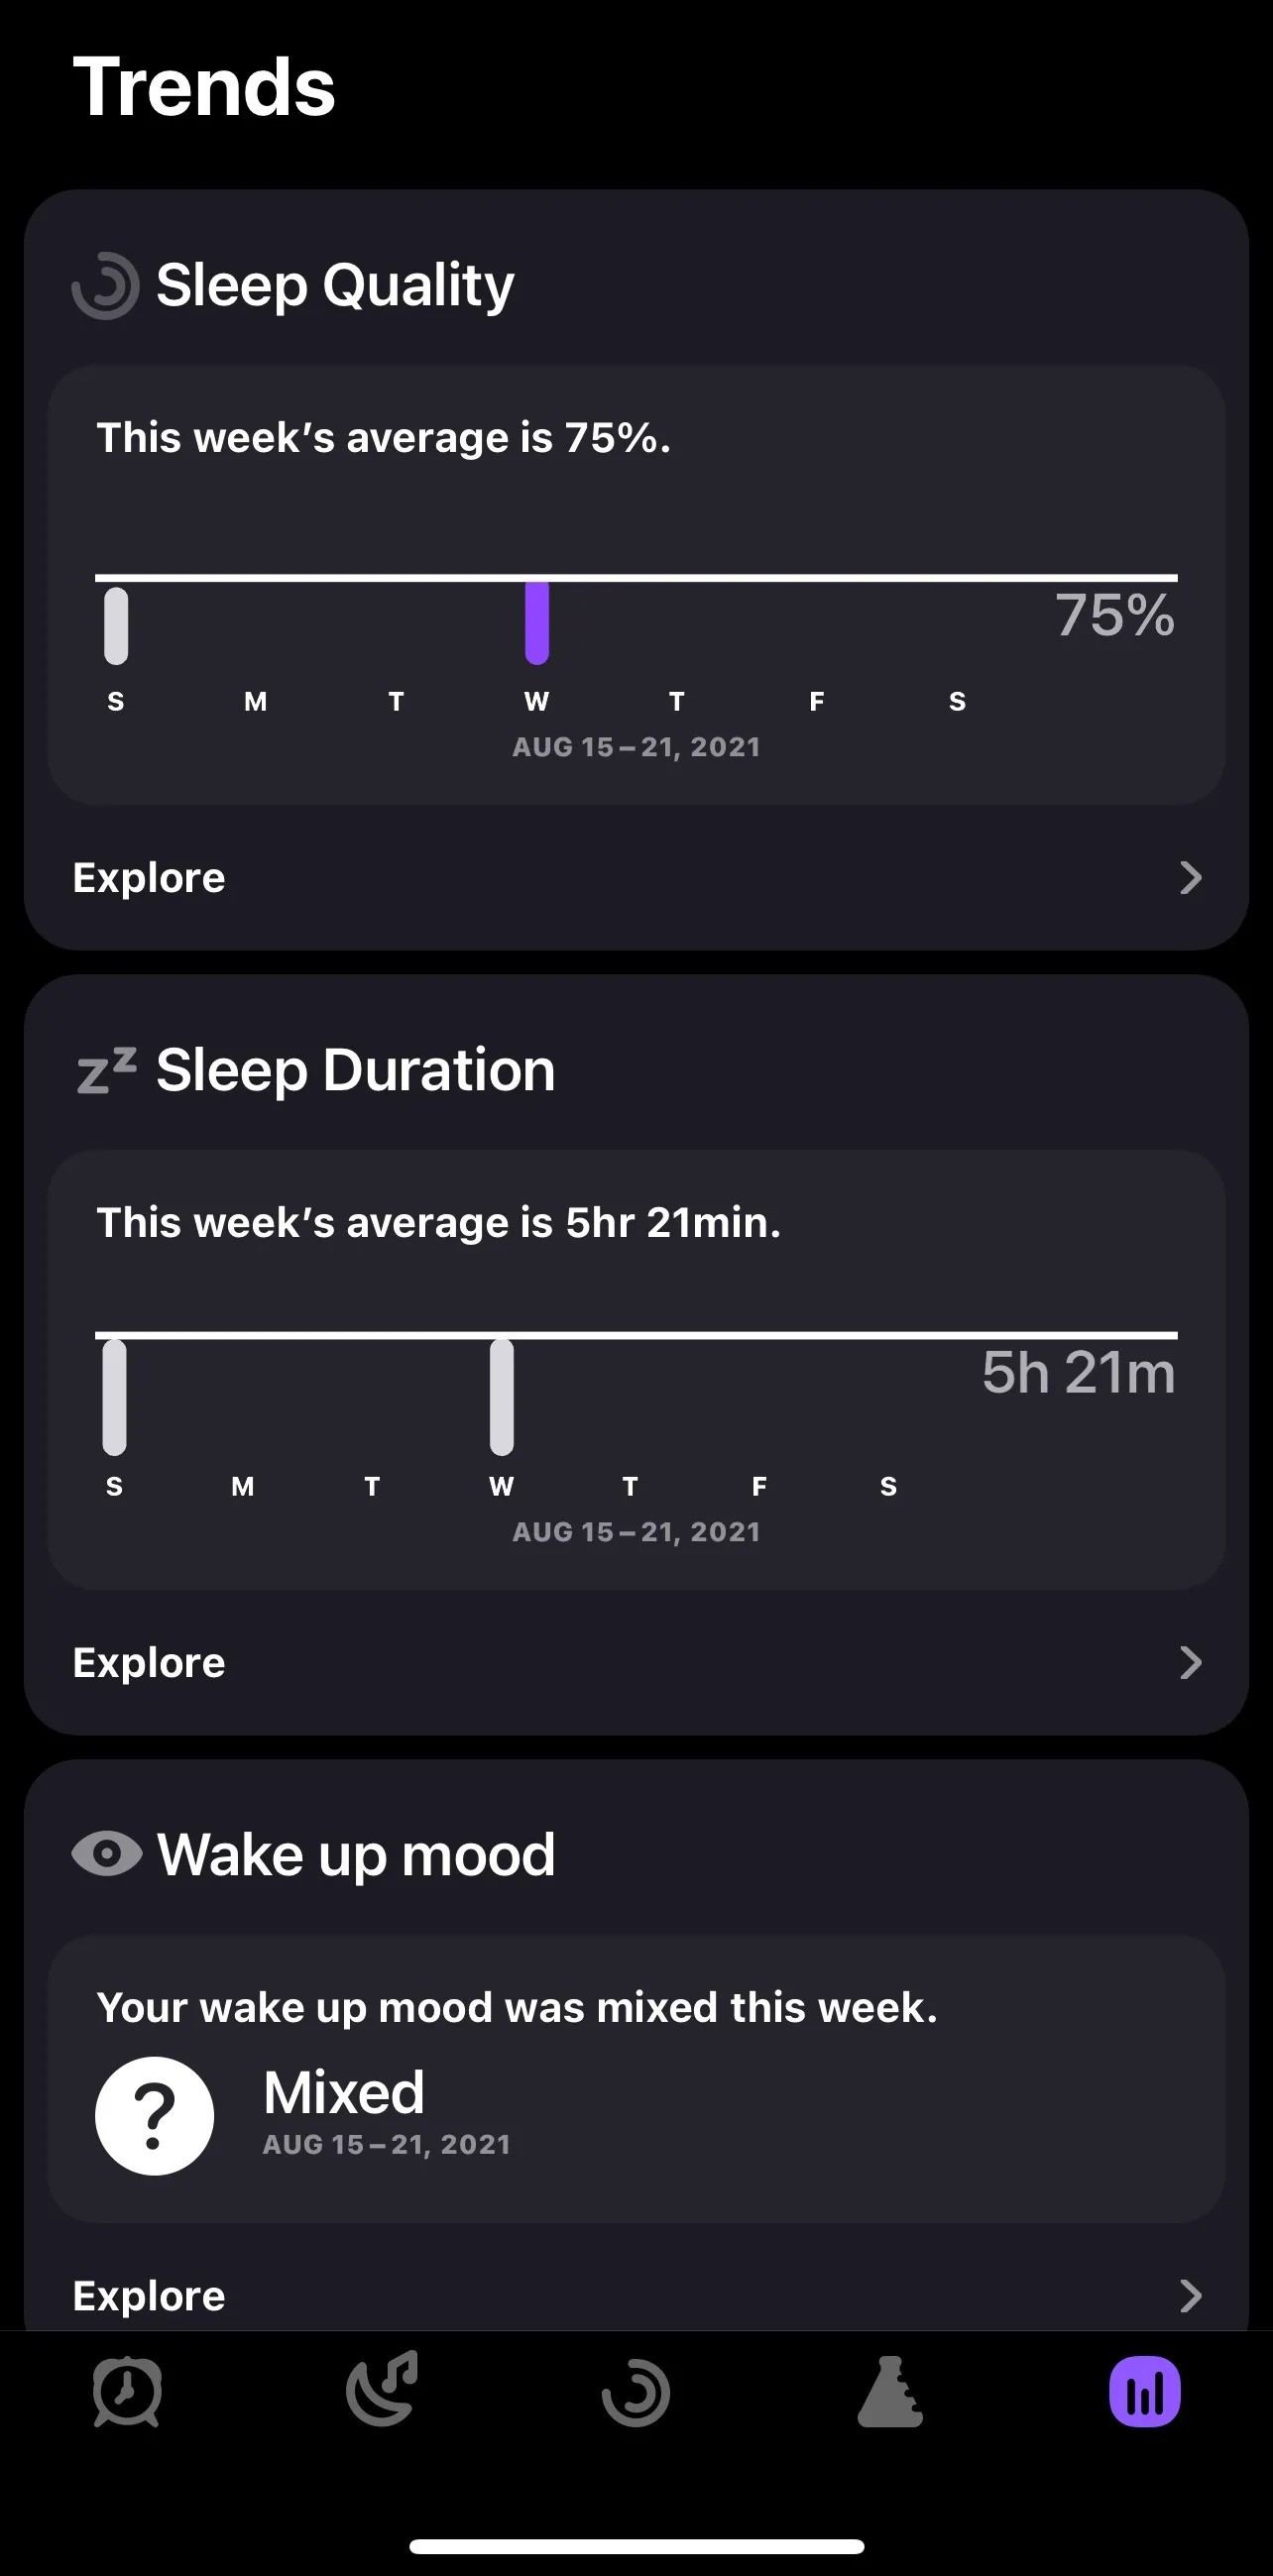 Trends
Sleep Quality
This week’s average is 75%.
75%
S M T W T F S
AUG 15–21, 2021
Explore
zz Sleep Duration
This week’s average is 5hr 21min.
5h 21m
S M T W T F S
AUG 15–21, 2021
Explore
Wake up mood
Your wake up mood was mixed this week.
? Mixed
AUG 15–21, 2021
Explore